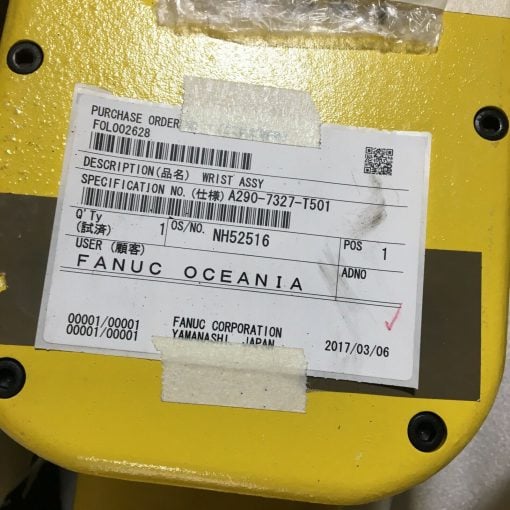 PURCHASE ORDER
FOL002628
DESCRIPTION(品名) WRIST ASSY
SPECIFICATION NO.(仕様) A290-7327-T501
Q'Ty
(試済) 1 OS/NO. NH52516 POS 1
USER (顧客) ADNO
FANUC OCEANIA
00001/00001 FANUC CORPORATION
00001/00001 YAMANASHI, JAPAN 2017/03/06